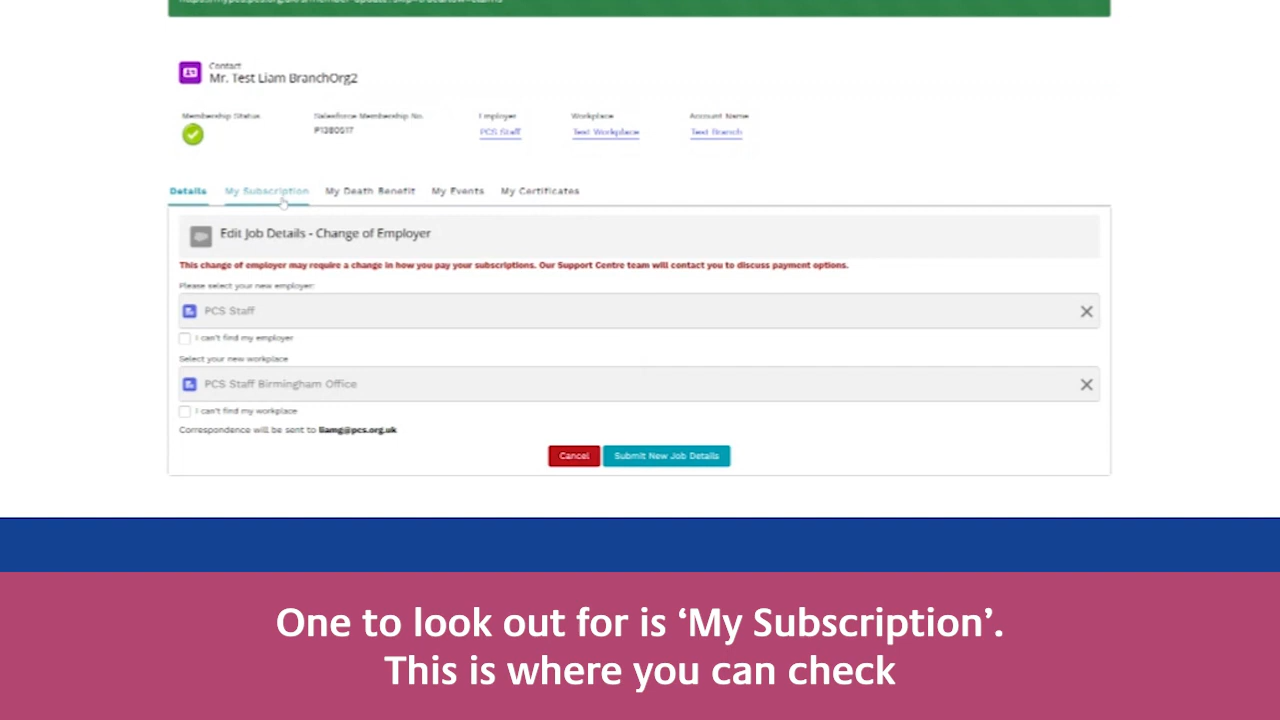 Contact
Mr. Test Liam BranchOrg2
Membership Status
Salesforce Membership No.
Employer
Workplace
Account Name
P1380517
PCS Staff
Test Workplace
Test Branch
Details
My Subscription
My Death Benefit
My Events
My Certificates
Edit Job Details - Change of Employer
This change of employer may require a change in how you pay your subscriptions. Our Support Centre team will contact you to discuss payment options.
Please select your new employer:
PCS Staff
I can't find my employer
Select your new workplace
PCS Staff Birmingham Office
I can't find my workplace
Correspondence will be sent to liamg@pcs.org.uk
Cancel
Submit New Job Details
One to look out for is ‘My Subscription’.
This is where you can check